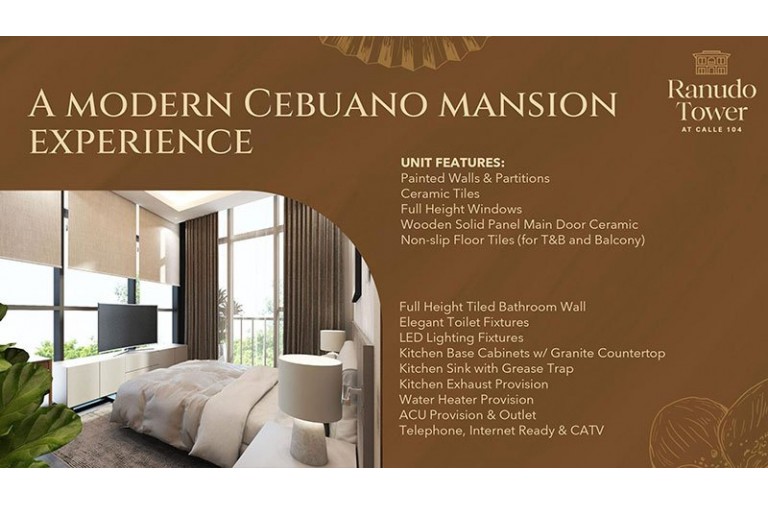 A MODERN CEBUANO MANSION
EXPERIENCE
Ranudo
Tower
AT CALLE 104
UNIT FEATURES:
Painted Walls & Partitions
Ceramic Tiles
Full Height Windows
Wooden Solid Panel Main Door Ceramic
Non-slip Floor Tiles (for T&B and Balcony)
Full Height Tiled Bathroom Wall
Elegant Toilet Fixtures
LED Lighting Fixtures
Kitchen Base Cabinets w/ Granite Countertop
Kitchen Sink with Grease Trap
Kitchen Exhaust Provision
Water Heater Provision
ACU Provision & Outlet
Telephone, Internet Ready & CATV